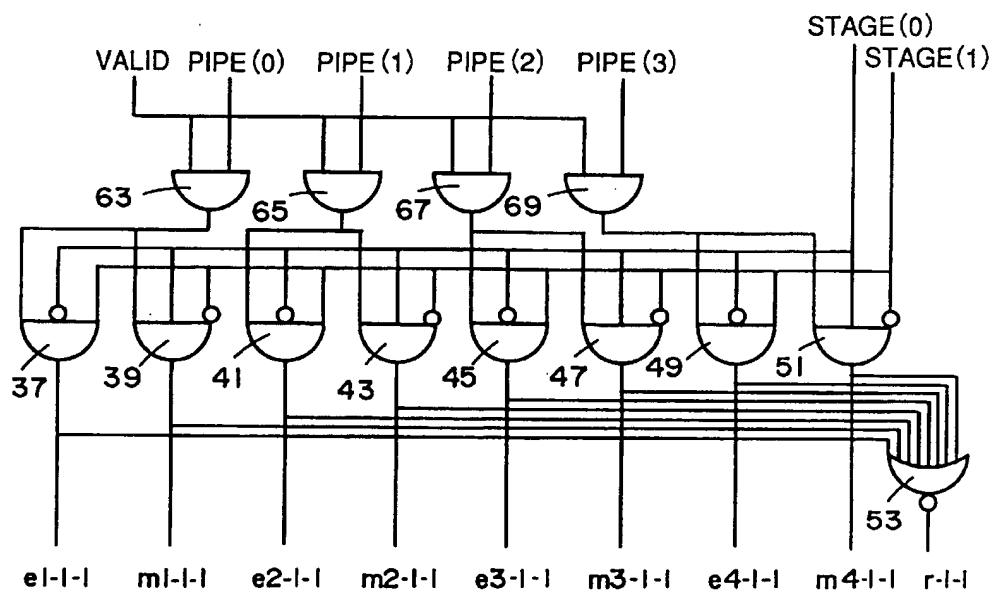 STAGE(0)
VALID PIPE(0) PIPE(1) PIPE(2) PIPE(3) STAGE(1)
63 65 67 69
37 39 41 43 45 47 49 51
53
e1-1-1 m1-1-1 e2-1-1 m2-1-1 e3-1-1 m3-1-1 e4-1-1 m4-1-1 r-1-1